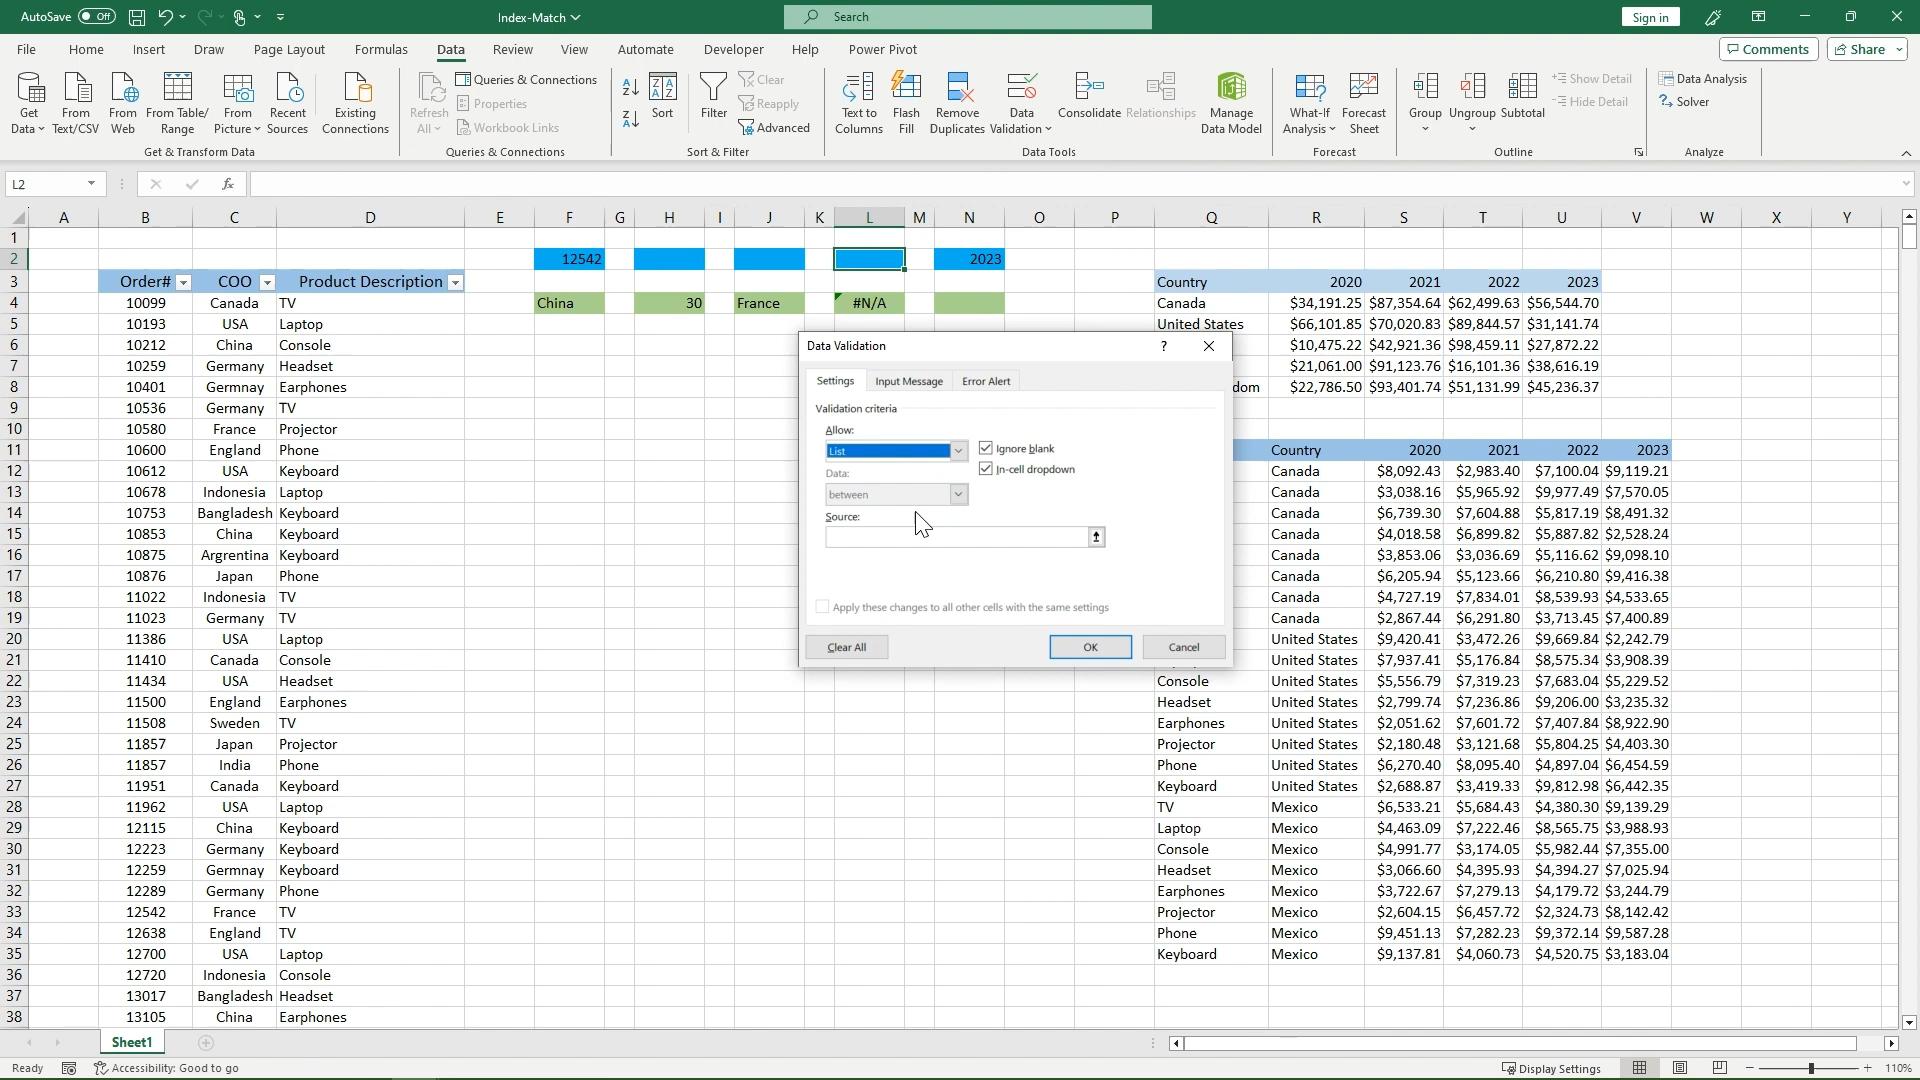 AutoSave Off Index-Match Search Sign in
File Home Insert Draw Page Layout Formulas Data Review View Automate Developer Help Power Pivot Comments Share
Get Data From Text/CSV From Web From Table/ Range From Picture Recent Sources Existing Connections
Get & Transform Data
Refresh All Queries & Connections Properties Workbook Links
Queries & Connections
Sort Filter Clear Reapply Advanced
Sort & Filter
Text to Columns Flash Fill Remove Duplicates Data Validation Consolidate Relationships Manage Data Model
Data Tools
What-If Analysis Forecast Sheet
Forecast
Group Ungroup Subtotal Show Detail Hide Detail
Outline
Data Analysis Solver
Analyze
L2 fx
A B C D E F G H I J K L M N O P Q R S T U V W X Y
1
2 12542 2023
3 Order# COO Product Description Country 2020 2021 2022 2023
4 10099 Canada TV China 30 France #N/A Canada $34,191.25 $87,354.64 $62,499.63 $56,544.70
5 10193 USA Laptop United States $66,101.85 $70,020.83 $89,844.57 $31,141.74
6 10212 China Console $10,475.22 $42,921.36 $98,459.11 $27,872.22
7 10259 Germany Headset $21,061.00 $91,123.76 $16,101.36 $38,616.19
8 10401 Germnay Earphones dom $22,786.50 $93,401.74 $51,131.99 $45,236.37
9 10536 Germany TV
10 10580 France Projector
11 10600 England Phone Country 2020 2021 2022 2023
12 10612 USA Keyboard Canada $8,092.43 $2,983.40 $7,100.04 $9,119.21
13 10678 Indonesia Laptop Canada $3,038.16 $5,965.92 $9,977.49 $7,570.05
14 10753 Bangladesh Keyboard Canada $6,739.30 $7,604.88 $5,817.19 $8,491.32
15 10853 China Keyboard Canada $4,018.58 $6,899.82 $5,887.82 $2,528.24
16 10875 Argrentina Keyboard Canada $3,853.06 $3,036.69 $5,116.62 $9,098.10
17 10876 Japan Phone Canada $6,205.94 $5,123.66 $6,210.80 $9,416.38
18 11022 Indonesia TV Canada $4,727.19 $7,834.01 $8,539.93 $4,533.65
19 11023 Germany TV Canada $2,867.44 $6,291.80 $3,713.45 $7,400.89
20 11386 USA Laptop United States $9,420.41 $3,472.26 $9,669.84 $2,242.79
21 11410 Canada Console United States $7,937.41 $5,176.84 $8,575.34 $3,908.39
22 11434 USA Headset Console United States $5,556.79 $7,319.23 $7,683.04 $5,229.52
23 11500 England Earphones Headset United States $2,799.74 $7,236.86 $9,206.00 $3,235.32
24 11508 Sweden TV Earphones United States $2,051.62 $7,601.72 $7,407.84 $8,922.90
25 11857 Japan Projector Projector United States $2,180.48 $3,121.68 $5,804.25 $4,403.30
26 11857 India Phone Phone United States $6,270.40 $8,095.40 $4,897.04 $6,454.59
27 11951 Canada Keyboard Keyboard United States $2,688.87 $3,419.33 $9,812.98 $6,442.35
28 11962 USA Laptop TV Mexico $6,533.21 $5,684.43 $4,380.30 $9,139.29
29 12115 China Keyboard Laptop Mexico $4,463.09 $7,222.46 $8,565.75 $3,988.93
30 12223 Germany Keyboard Console Mexico $4,991.77 $3,174.05 $5,982.44 $7,355.00
31 12259 Germnay Keyboard Headset Mexico $3,066.60 $4,395.93 $4,394.27 $7,025.94
32 12289 Germany Phone Earphones Mexico $3,722.67 $7,279.13 $4,179.72 $3,244.79
33 12542 France TV Projector Mexico $2,604.15 $6,457.72 $2,324.73 $8,142.42
34 12638 England TV Phone Mexico $9,451.13 $7,282.23 $9,372.14 $9,587.28
35 12700 USA Laptop Keyboard Mexico $9,137.81 $4,060.73 $4,520.75 $3,183.04
36 12720 Indonesia Console
37 13017 Bangladesh Headset
38 13105 China Earphones
Data Validation ?
Settings Input Message Error Alert
Validation criteria
Allow:
List Ignore blank
Data: In-cell dropdown
between
Source:
Apply these changes to all other cells with the same settings
Clear All OK Cancel
Sheet1
Ready Accessibility: Good to go Display Settings 110%